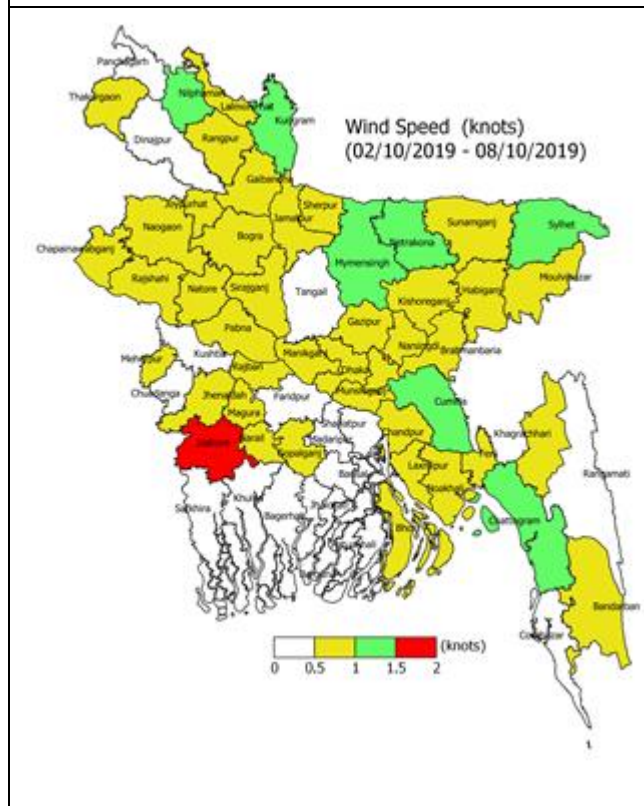 Panchagarh
Thakurgaon
Nilphamari
Lalmonirhat
Kurigram
Dinajpur
Rangpur
Wind Speed (knots)
(02/10/2019 - 08/10/2019)
Gaibandha
Joypurhat
Sherpur
Jamalpur
Naogaon
Bogra
Mymensingh
Netrakona
Sunamganj
Sylhet
Chapainawabganj
Rajshahi
Natore
Sirajganj
Tangail
Kishoreganj
Habiganj
Moulvibazar
Pabna
Gazipur
Narsingdi
Brahmanbaria
Meherpur
Kushtia
Rajbari
Manikganj
Dhaka
Munshiganj
Chuadanga
Jhenaidah
Magura
Faridpur
Cumilla
Narail
Gopalganj
Madaripur
Shariatpur
Chandpur
Khagrachhari
Rangamati
Feni
Laxmipur
Noakhali
Satkhira
Khulna
Bagerhat
Barisal
Bhola
Chattogram
Bandarban
(knots)
0 0.5 1 1.5 2